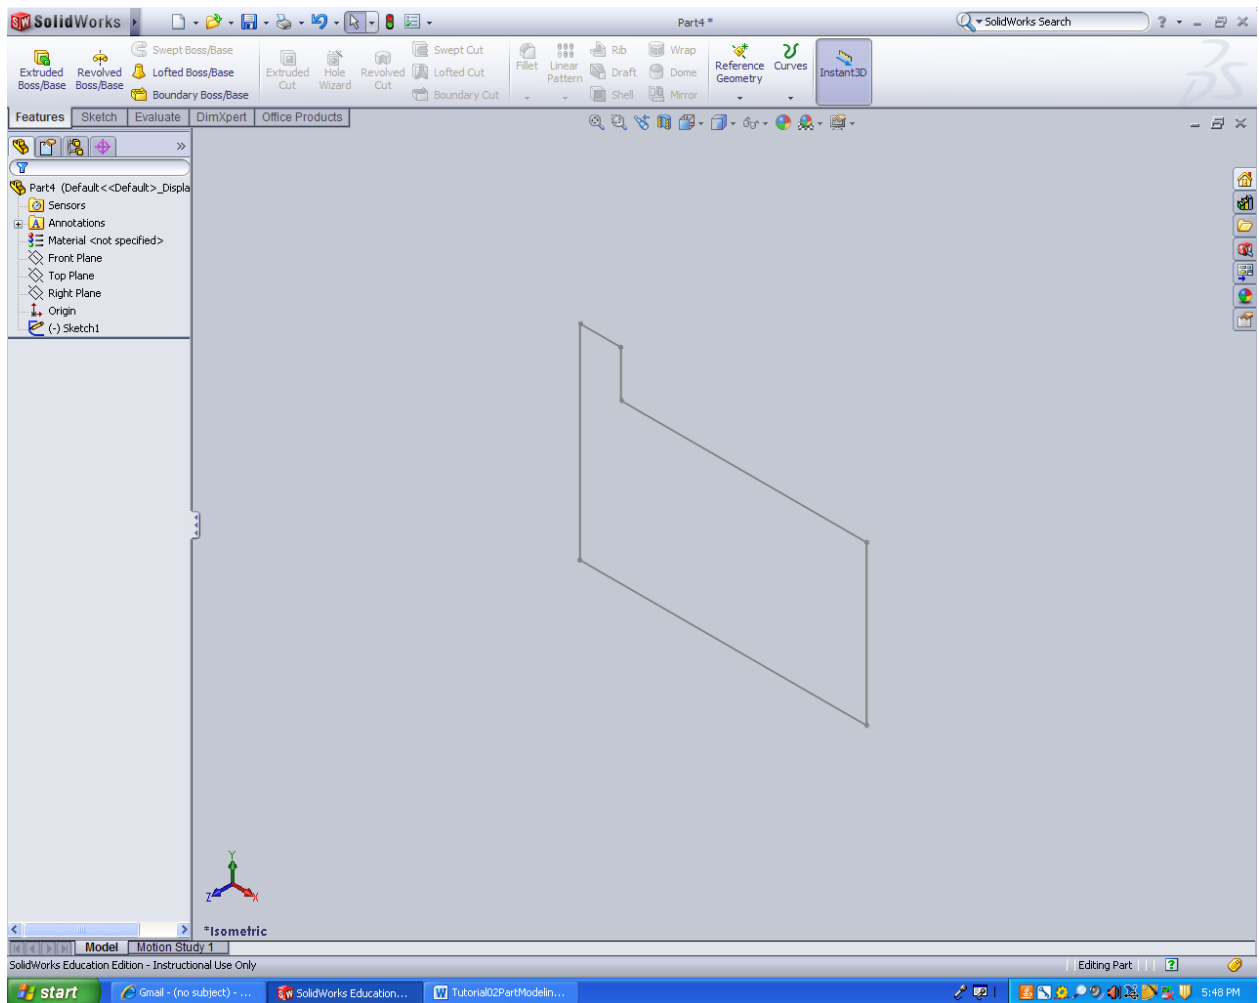 SolidWorks
Part4 *
SolidWorks Search
Extruded Boss/Base
Revolved Boss/Base
Swept Boss/Base
Lofted Boss/Base
Boundary Boss/Base
Extruded Cut
Hole Wizard
Revolved Cut
Swept Cut
Lofted Cut
Boundary Cut
Fillet
Linear Pattern
Rib
Draft
Shell
Wrap
Dome
Mirror
Reference Geometry
Curves
Instant3D
Features Sketch Evaluate DimXpert Office Products
Part4 (Default<<Default>_Displa
Sensors
A Annotations
Material <not specified>
Front Plane
Top Plane
Right Plane
Origin
(-) Sketch1
Y
Z X
*Isometric
Model Motion Study 1
SolidWorks Education Edition - Instructional Use Only
Editing Part
start Gmail - (no subject) - ... SolidWorks Education... Tutorial02PartModelin... 5:48 PM